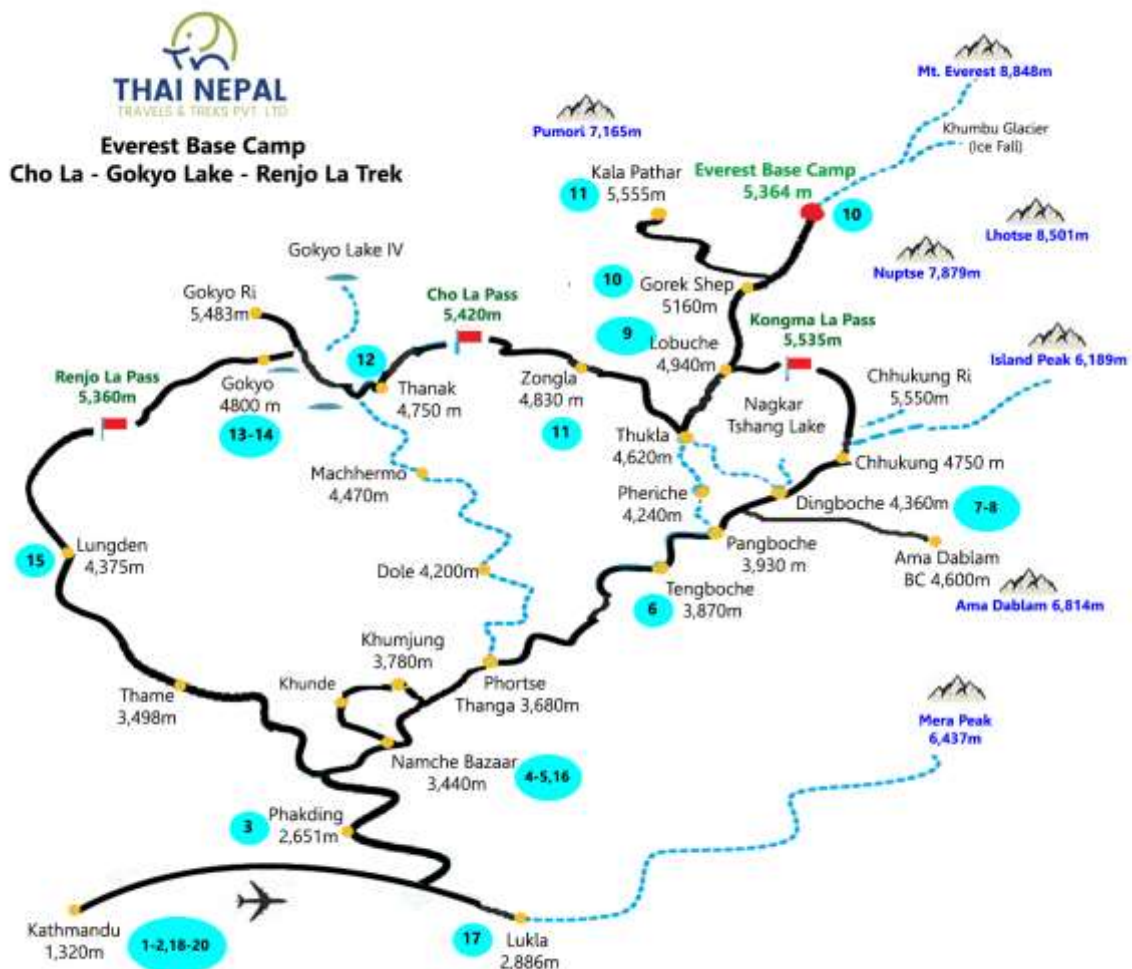 THAI NEPAL
TRAVELS & TREKS PVT. LTD
Everest Base Camp
Cho La - Gokyo Lake - Renjo La Trek
Mt. Everest 8,848m
Pumori 7,165m
Khumbu Glacier
(Ice Fall)
Kala Pathar
5,555m
11
Everest Base Camp
5,364 m
10
Lhotse 8,501m
Nuptse 7,879m
Gokyo Lake IV
Gokyo Ri
5,483m
Cho La Pass
5,420m
10
Gorek Shep
5160m
9
Lobuche
4,940m
Kongma La Pass
5,535m
Island Peak 6,189m
Renjo La Pass
5,360m
Gokyo
4800 m
13-14
12
Thanak
4,750 m
Zongla
4,830 m
11
Chhukung Ri
5,550m
Nagkar
Tshang Lake
Thukla
4,620m
Chhukung 4750 m
Machhermo
4,470m
Pheriche
4,240m
Dingboche 4,360m
7-8
15
Lungden
4,375m
Dole 4,200m
Pangboche
3,930 m
Ama Dablam
BC 4,600m
Tengboche
3,870m
6
Ama Dablam 6,814m
Khumjung
3,780m
Khunde
Phortse
Thanga 3,680m
Thame
3,498m
Mera Peak
6,437m
Namche Bazaar
3,440m
4-5,16
3
Phakding
2,651m
Kathmandu
1,320m
1-2,18-20
17
Lukla
2,886m